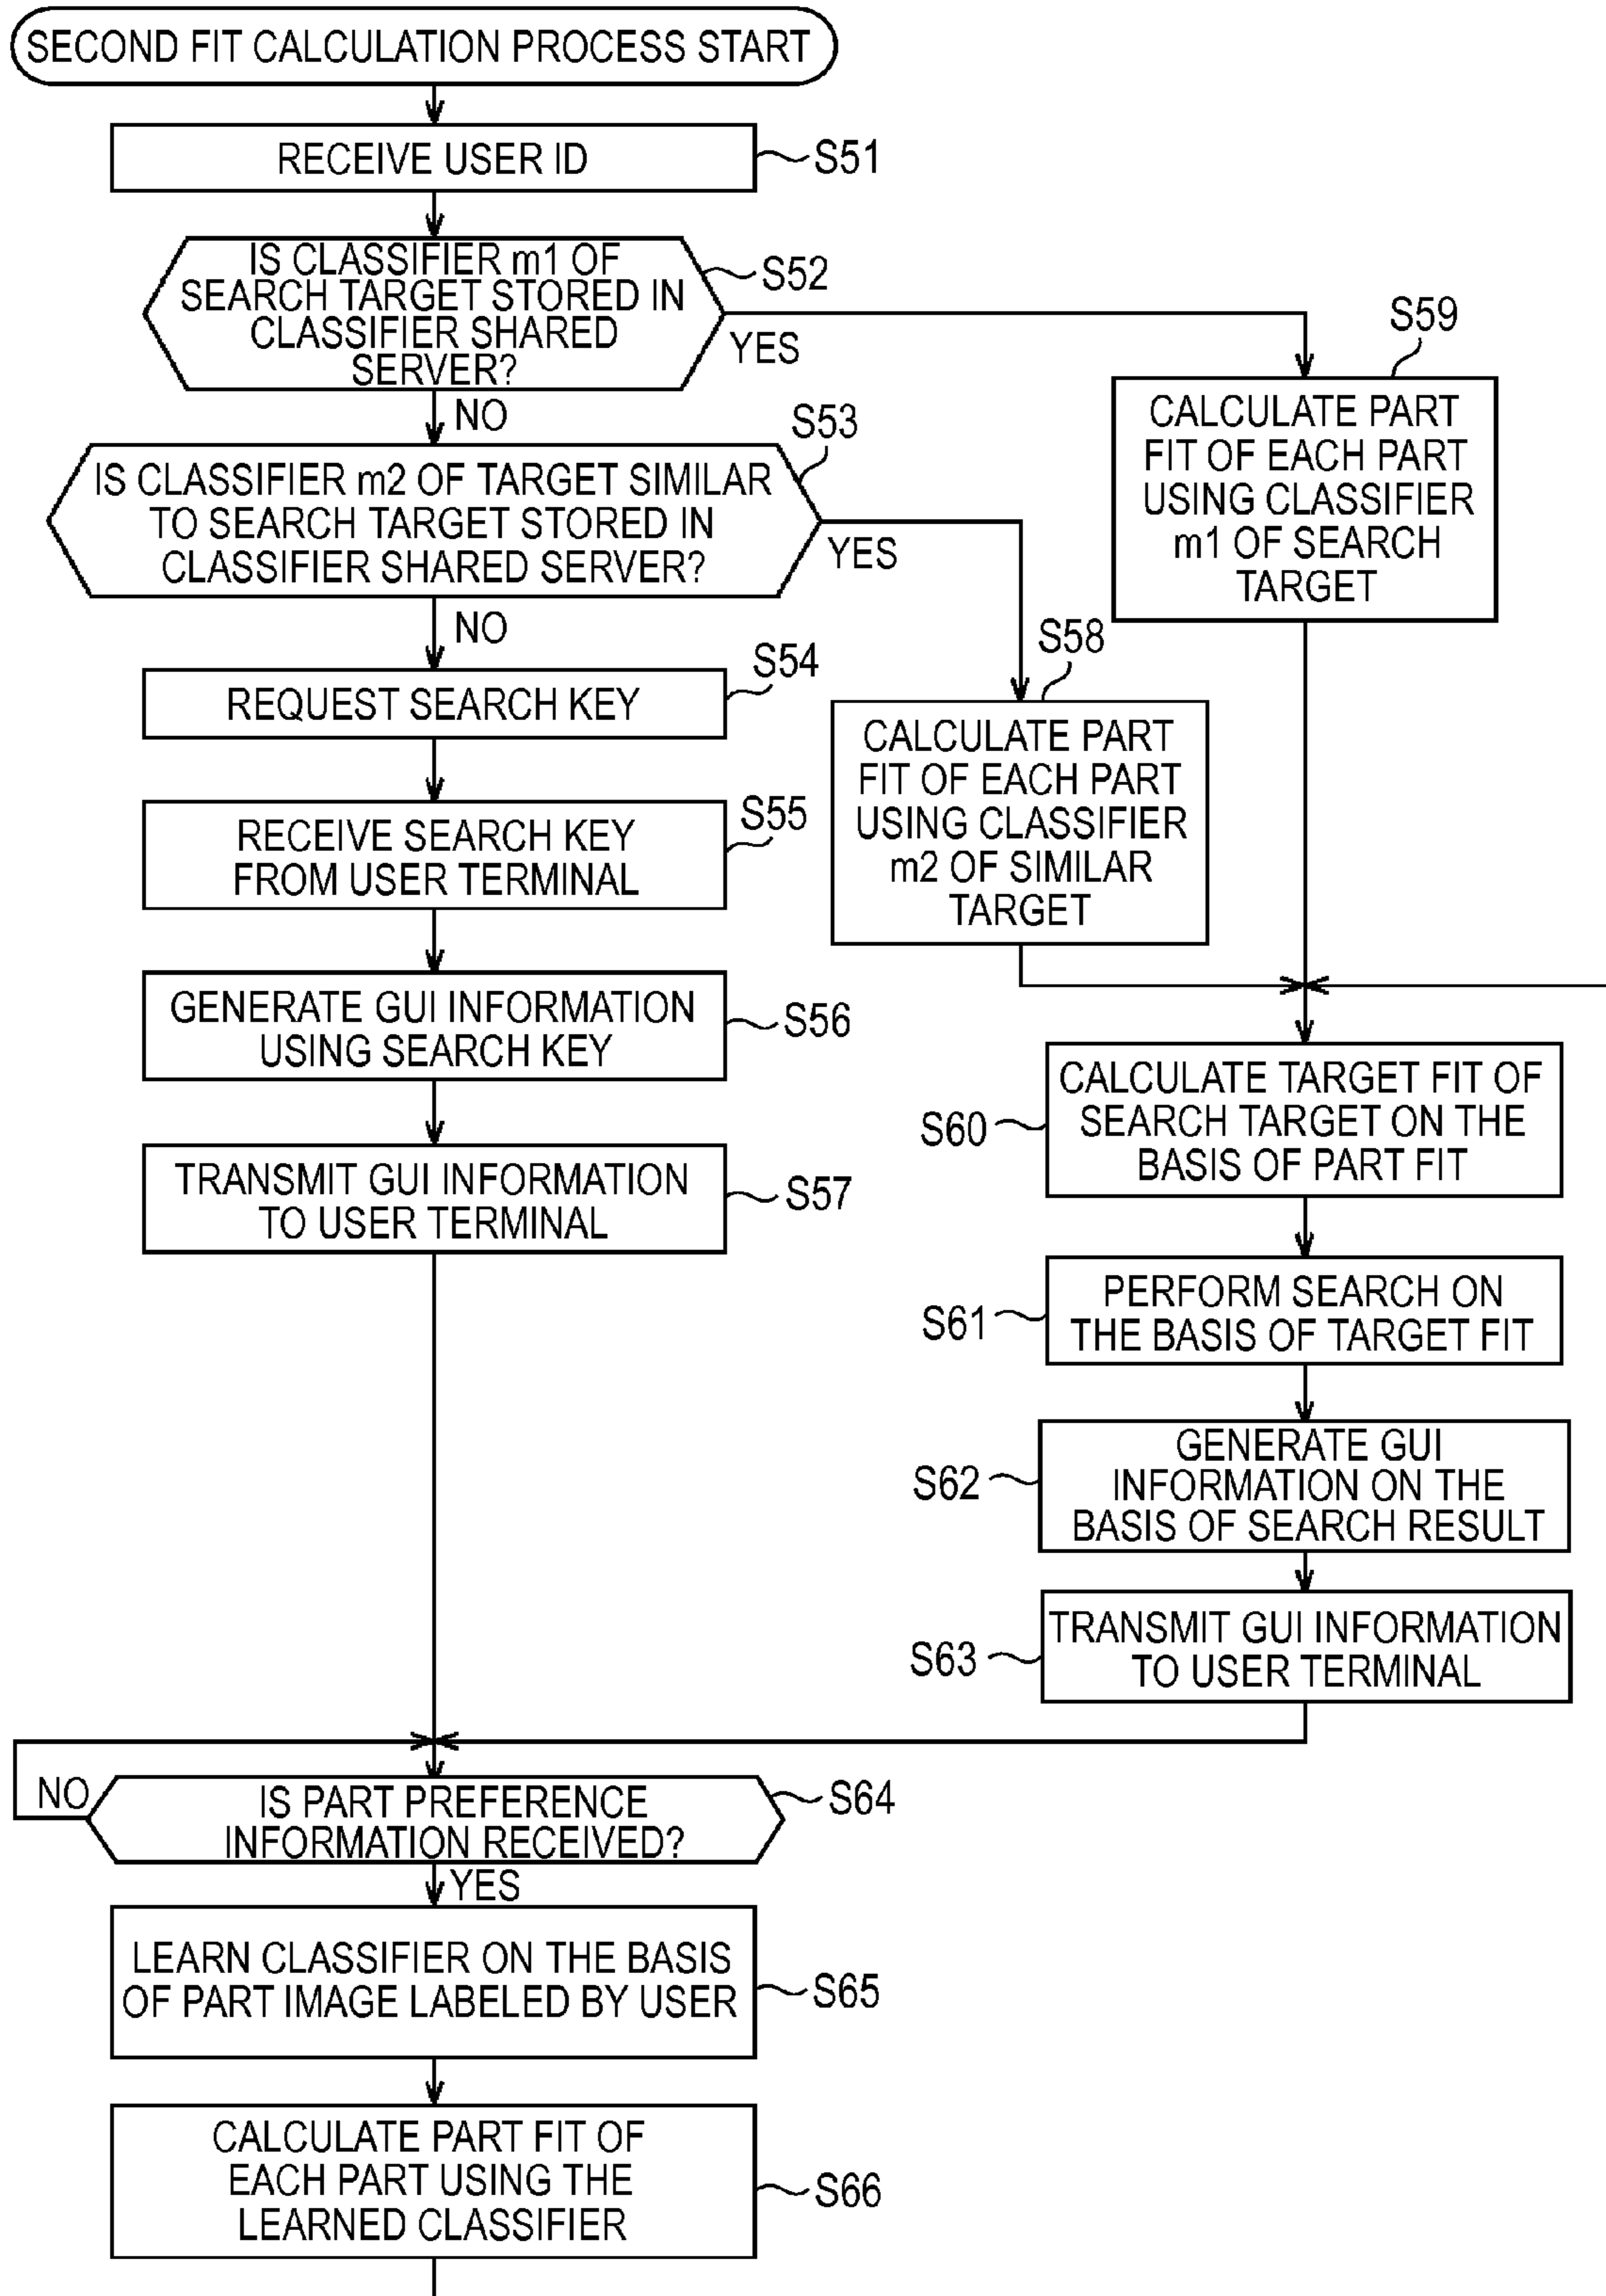 SECOND FIT CALCULATION PROCESS START
RECEIVE USER ID
S51
IS CLASSIFIER m1 OF
SEARCH TARGET STORED IN
CLASSIFIER SHARED
SERVER?
S52
YES
NO
S59
CALCULATE PART
FIT OF EACH PART
USING CLASSIFIER
m1 OF SEARCH
TARGET
S53
IS CLASSIFIER m2 OF TARGET SIMILAR
TO SEARCH TARGET STORED IN
CLASSIFIER SHARED SERVER?
YES
NO
S58
CALCULATE PART
FIT OF EACH PART
USING CLASSIFIER
m2 OF SIMILAR
TARGET
S54
REQUEST SEARCH KEY
S55
RECEIVE SEARCH KEY
FROM USER TERMINAL
GENERATE GUI INFORMATION
USING SEARCH KEY
S56
TRANSMIT GUI INFORMATION
TO USER TERMINAL
S57
S60
CALCULATE TARGET FIT OF
SEARCH TARGET ON THE
BASIS OF PART FIT
S61
PERFORM SEARCH ON
THE BASIS OF TARGET FIT
S62
GENERATE GUI
INFORMATION ON THE
BASIS OF SEARCH RESULT
S63
TRANSMIT GUI INFORMATION
TO USER TERMINAL
NO
IS PART PREFERENCE
INFORMATION RECEIVED?
S64
YES
LEARN CLASSIFIER ON THE BASIS
OF PART IMAGE LABELED BY USER
S65
CALCULATE PART FIT OF
EACH PART USING THE
LEARNED CLASSIFIER
S66